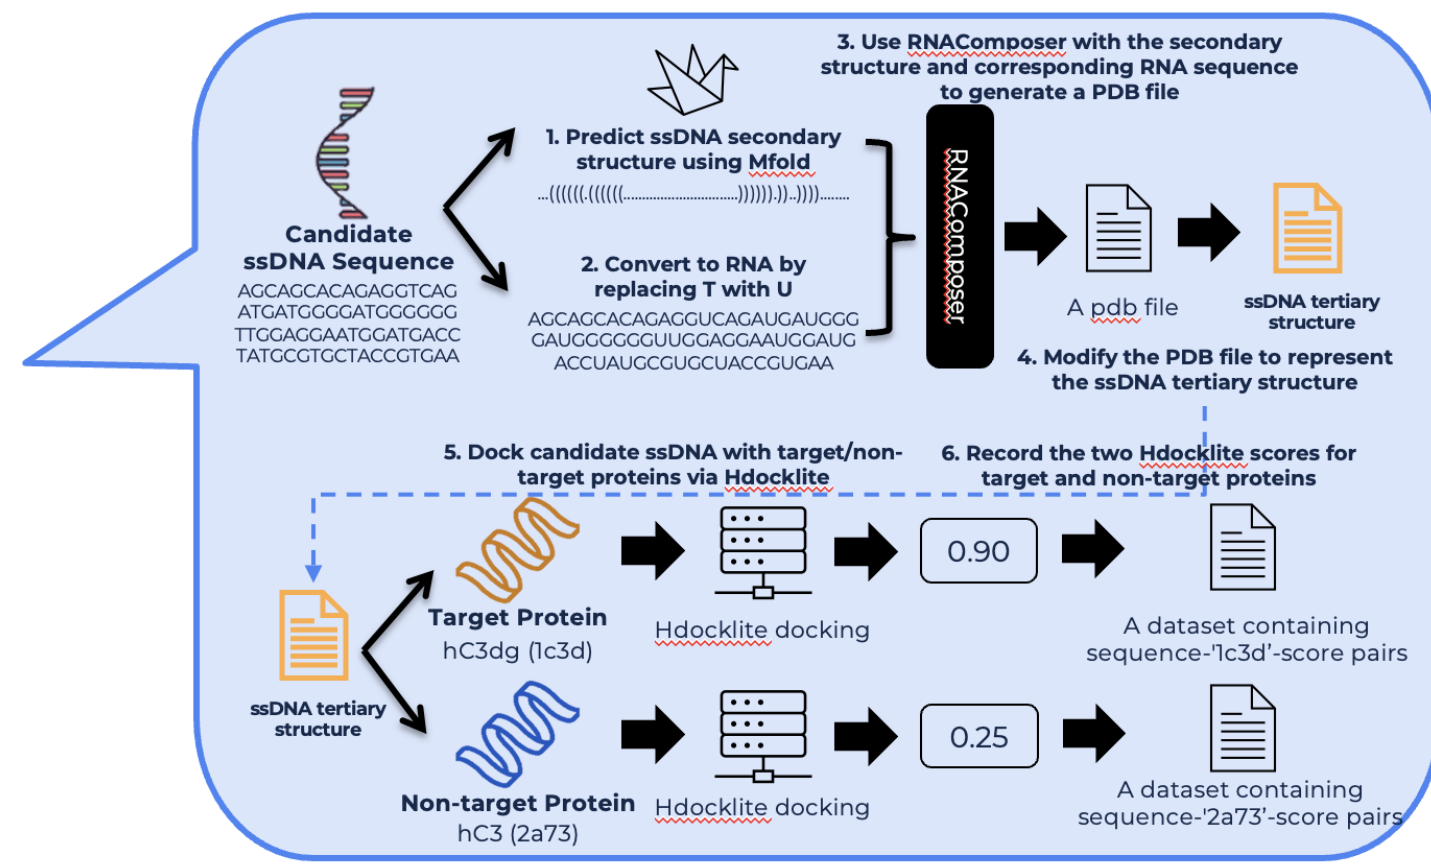 3. Use RNAComposer with the secondary
structure and corresponding RNA sequence
to generate a PDB file
1. Predict ssDNA secondary
structure using Mfold
...((((((.((((((..............................)))))).))..))))........
Candidate
ssDNA Sequence
AGCAGCACAGAGGTCAG
ATGATGGGGATGGGGGG
TTGGAGGAATGGATGACC
TATGCGTGCTACCGTGAA
2. Convert to RNA by
replacing T with U
AGCAGCACAGAGGUCAGAUGAUGGG
GAUGGGGGGUUGGAGGAAUGGAUG
ACCUAUGCGUGCUACCGUGAA
RNAComposer
A pdb file
ssDNA tertiary
structure
4. Modify the PDB file to represent
the ssDNA tertiary structure
5. Dock candidate ssDNA with target/non-
target proteins via Hdocklite
6. Record the two Hdocklite scores for
target and non-target proteins
ssDNA tertiary
structure
Target Protein
hC3dg (1c3d)
Hdocklite docking
0.90
A dataset containing
sequence-'1c3d’-score pairs
Non-target Protein
hC3 (2a73)
Hdocklite docking
0.25
A dataset containing
sequence-'2a73’-score pairs